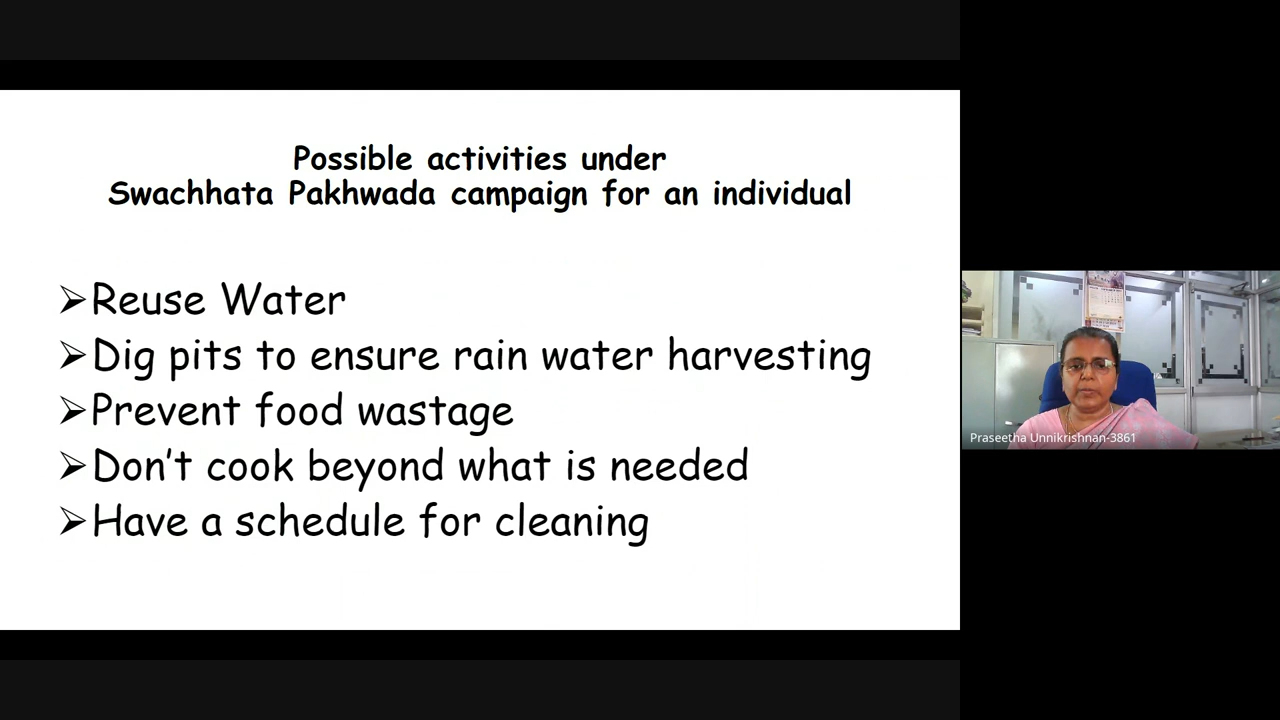 Possible activities under
Swachhata Pakhwada campaign for an individual
➢Reuse Water
➢Dig pits to ensure rain water harvesting
➢Prevent food wastage
➢Don't cook beyond what is needed
➢Have a schedule for cleaning
Praseetha Unnikrishnan-3861